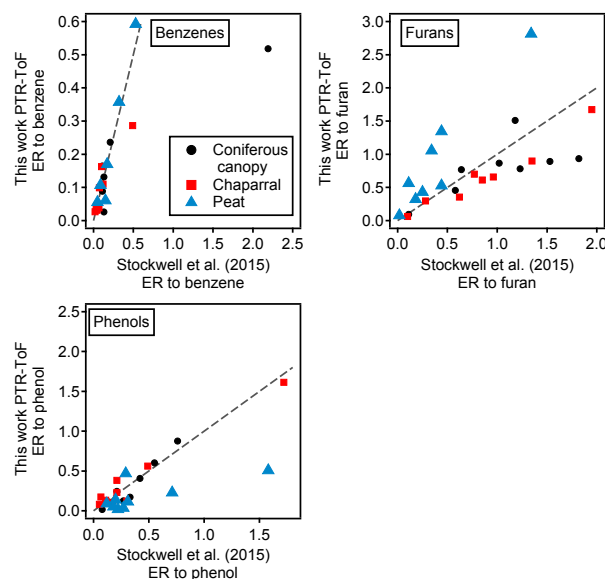 Benzenes
This work PTR-ToF
ER to benzene
0.6
0.5
0.4
0.3
0.2
0.1
0.0
Coniferous
canopy
Chaparral
Peat
0.0 0.5 1.0 1.5 2.0 2.5
Stockwell et al. (2015)
ER to benzene
Furans
This work PTR-ToF
ER to furan
3.0
2.5
2.0
1.5
1.0
0.5
0.0
0.0 0.5 1.0 1.5 2.0
Stockwell et al. (2015)
ER to furan
Phenols
This work PTR-ToF
ER to phenol
2.5
2.0
1.5
1.0
0.5
0.0
0.0 0.5 1.0 1.5
Stockwell et al. (2015)
ER to phenol